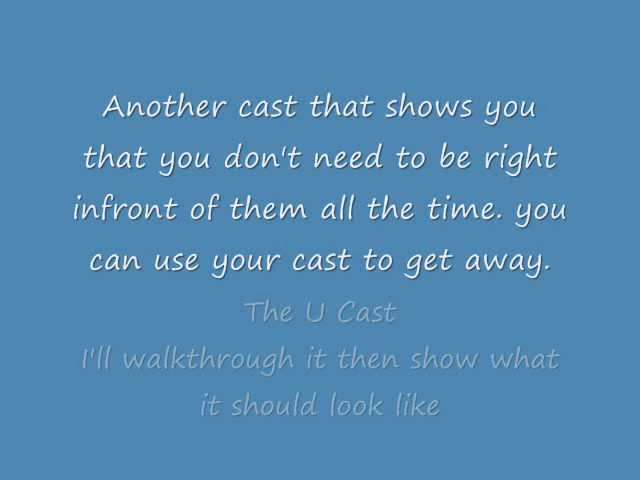 Another cast that shows you
that you don't need to be right
infront of them all the time. you
can use your cast to get away.
The U Cast
I'll walkthrough it then show what
it should look like